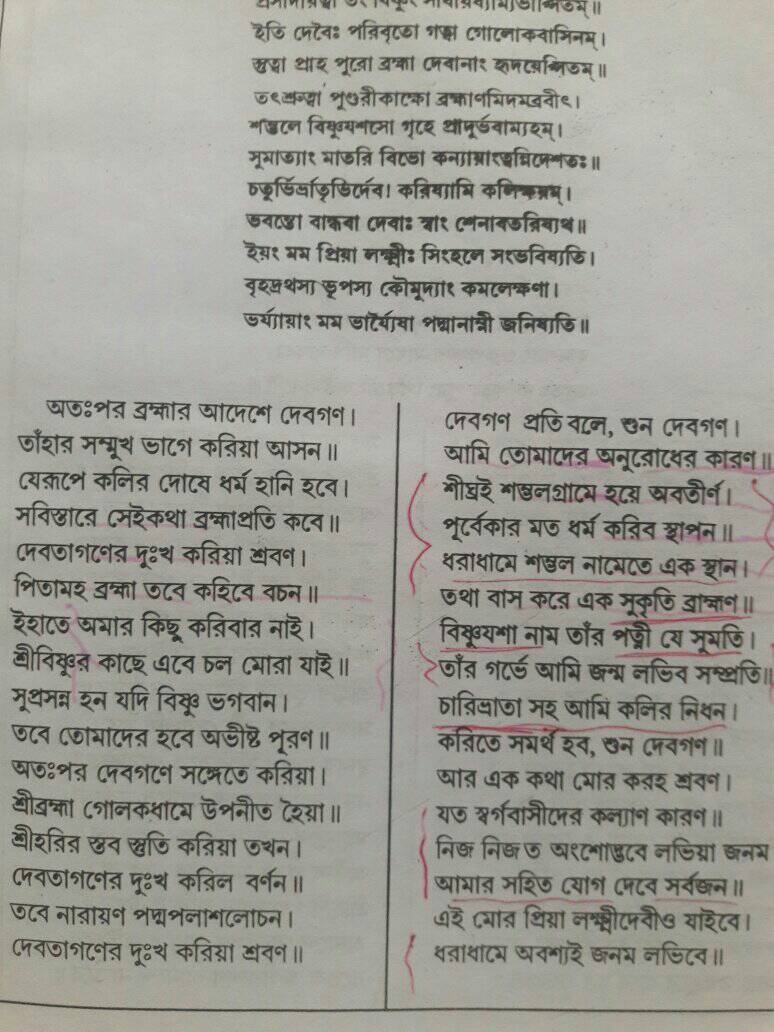 ইতি দেবৈঃ পরিবৃতো গত্বা গোলোকবাসিনম্।
স্তুত্বা প্রাহ পুরো ব্রহ্মা দেবানাং হৃদয়েপ্সিতম্॥
তৎশ্রুত্বা পুণ্ডরীকাক্ষো ব্রহ্মাণমিদমব্রবীৎ।
শম্ভলে বিষ্ণুযশসো গৃহে প্রাদুর্ভবাম্যহম্।
সুমাত্যাং মাতরি বিভো কন্যায়াংত্বন্নিদেশতঃ॥
চতুর্ভির্ভ্রাতৃভির্দেব। করিষ্যামি কলিক্ষয়ম্।
ভবন্তো বান্ধবা দেবাঃ স্বাং শেনাবতরিষ্যথ॥
ইয়ং মম প্রিয়া লক্ষ্মীঃ সিংহলে সংভবিষ্যতি।
বৃহদ্রথস্য ভূপস্য কৌমুদ্যাং কমলেক্ষণা।
ভর্য্যায়াং মম ভার্য্যেষা পদ্মানাম্নী জনিষ্যতি॥
অতঃপর ব্রহ্মার আদেশে দেবগণ।
তাঁহার সম্মুখ ভাগে করিয়া আসন॥
যেরূপে কলির দোষে ধর্ম হানি হবে।
সবিস্তারে সেইকথা ব্রহ্মাপ্রতি কবে॥
দেবতাগণের দুঃখ করিয়া শ্রবণ।
পিতামহ ব্রহ্মা তবে কহিবে বচন॥
ইহাতে অমার কিছু করিবার নাই।
শ্রীবিষ্ণুর কাছে এবে চল মোরা যাই॥
সুপ্রসন্ন হন যদি বিষ্ণু ভগবান।
তবে তোমাদের হবে অভীষ্ট পূরণ॥
অতঃপর দেবগণে সঙ্গেতে করিয়া।
শ্রীব্রহ্মা গোলকধামে উপনীত হৈয়া॥
শ্রীহরির স্তব স্তুতি করিয়া তখন।
দেবতাগণের দুঃখ করিল বর্ণন॥
তবে নারায়ণ পদ্মপলাশলোচন।
দেবতাগণের দুঃখ করিয়া শ্রবণ॥
দেবগণ প্রতি বলে, শুন দেবগণ।
আমি তোমাদের অনুরোধের কারণ॥
শীঘ্রই শম্ভলগ্রামে হয়ে অবতীর্ন।
পূর্বেকার মত ধর্ম করিব স্থাপন॥
ধরাধামে শম্ভল নামেতে এক স্থান।
তথা বাস করে এক সুকৃতি ব্রাহ্মণ॥
বিষ্ণুযশা নাম তাঁর পত্নী যে সুমতি।
তাঁর গর্ভে আমি জন্ম লভিব সম্প্রতি॥
চারিভ্রাতা সহ আমি কলির নিধন।
করিতে সমর্থ হব, শুন দেবগণ॥
আর এক কথা মোর করহ শ্রবণ।
যত স্বর্গবাসীদের কল্যাণ কারণ॥
নিজ নিজত অংশোদ্ভবে লভিয়া জনম
আমার সহিত যোগ দেবে সর্বজন॥
এই মোর প্রিয়া লক্ষ্মীদেবীও যাইবে।
ধরাধামে অবশ্যই জনম লভিবে॥